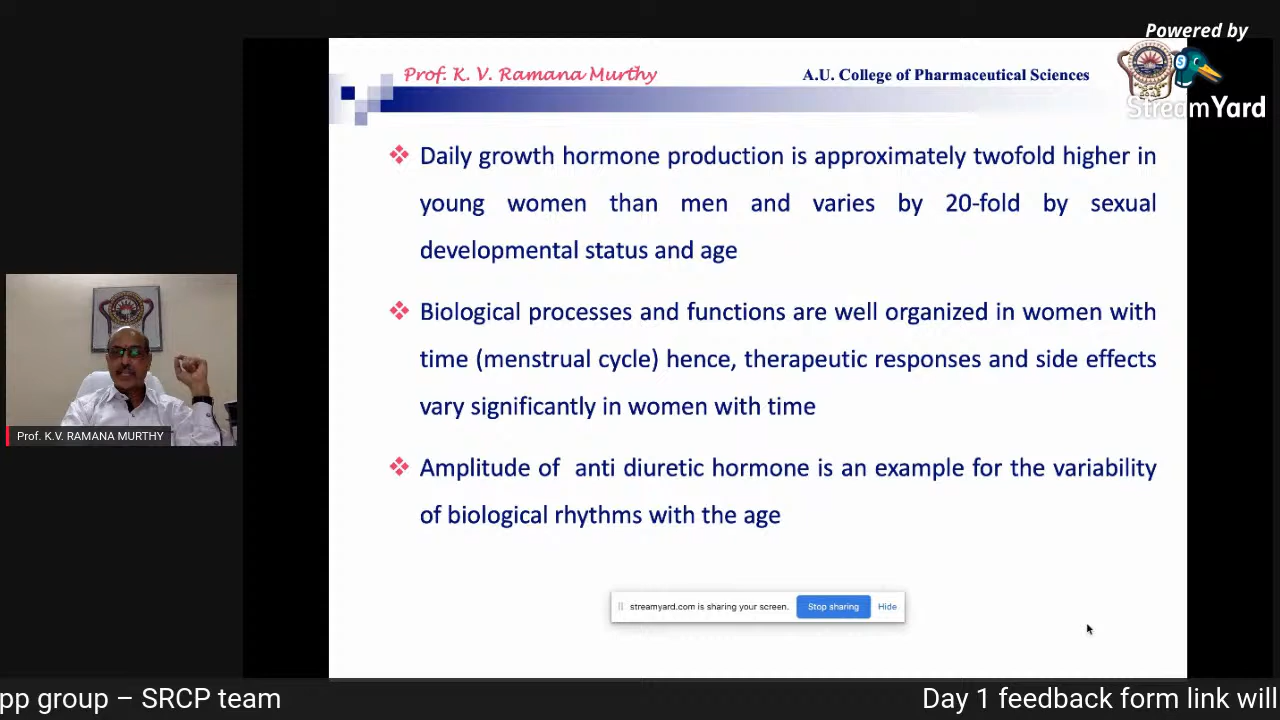 Powered by
StreamYard
Prof. K. V. Ramana Murthy
A.U. College of Pharmaceutical Sciences
Daily growth hormone production is approximately twofold higher in
young women than men and varies by 20-fold by sexual
developmental status and age
Biological processes and functions are well organized in women with
time (menstrual cycle) hence, therapeutic responses and side effects
vary significantly in women with time
Amplitude of anti diuretic hormone is an example for the variability
of biological rhythms with the age
Prof. K.V. RAMANA MURTHY
streamyard.com is sharing your screen. Stop sharing Hide
pp group – SRCP team
Day 1 feedback form link will